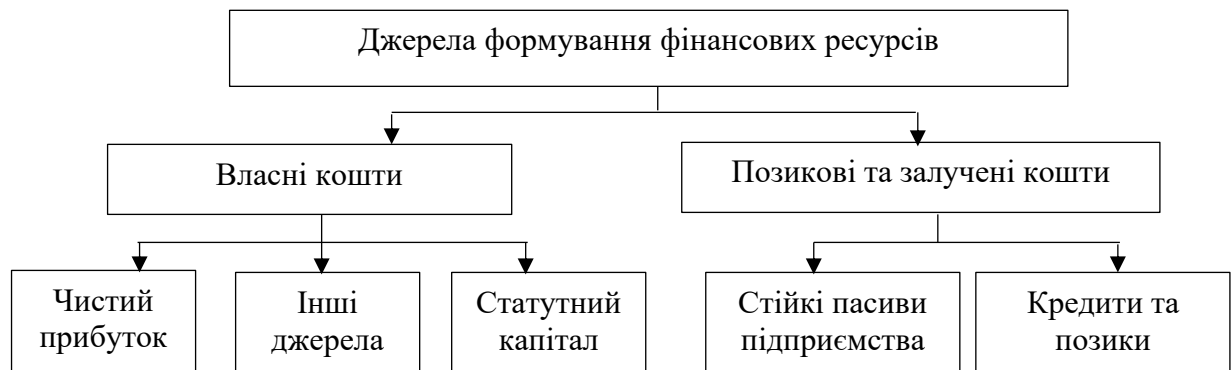 Джерела формування фінансових ресурсів
Власні кошти
Позикові та залучені кошти
Чистий
прибуток
Інші
джерела
Статутний
капітал
Стійкі пасиви
підприємства
Кредити та
позики